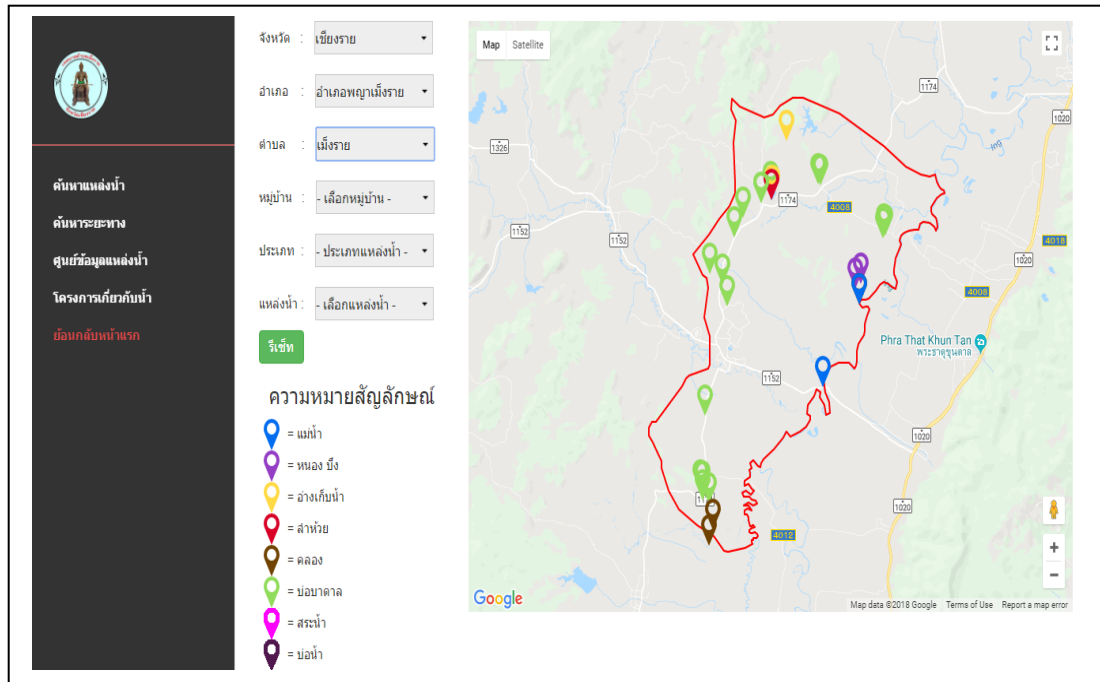 จังหวัด : เชียงราย
อำเภอ : อำเภอพญาเม็งราย
ตำบล : เม็งราย
หมู่บ้าน : - เลือกหมู่บ้าน -
ประเภท : - ประเภทแหล่งน้ำ -
แหล่งน้ำ : - เลือกแหล่งน้ำ -
รีเซ็ท
ค้นหาแหล่งน้ำ
ค้นหาระยะทาง
ศูนย์ข้อมูลแหล่งน้ำ
โครงการเกี่ยวกับน้ำ
ย้อนกลับหน้าแรก
ความหมายสัญลักษณ์
= แม่น้ำ
= หนอง บึง
= อ่างเก็บน้ำ
= ลำห้วย
= คลอง
= บ่อบาดาล
= สระน้ำ
= บ่อน้ำ
Map Satellite
1174
1020
1326
Ing
1174
4008
1152
1152
4018
1020
4008
Phra That Khun Tan
พระธาตุขุนตาล
1152
1020
1020
4012
+
−
Google
Map data ©2018 Google Terms of Use Report a map error